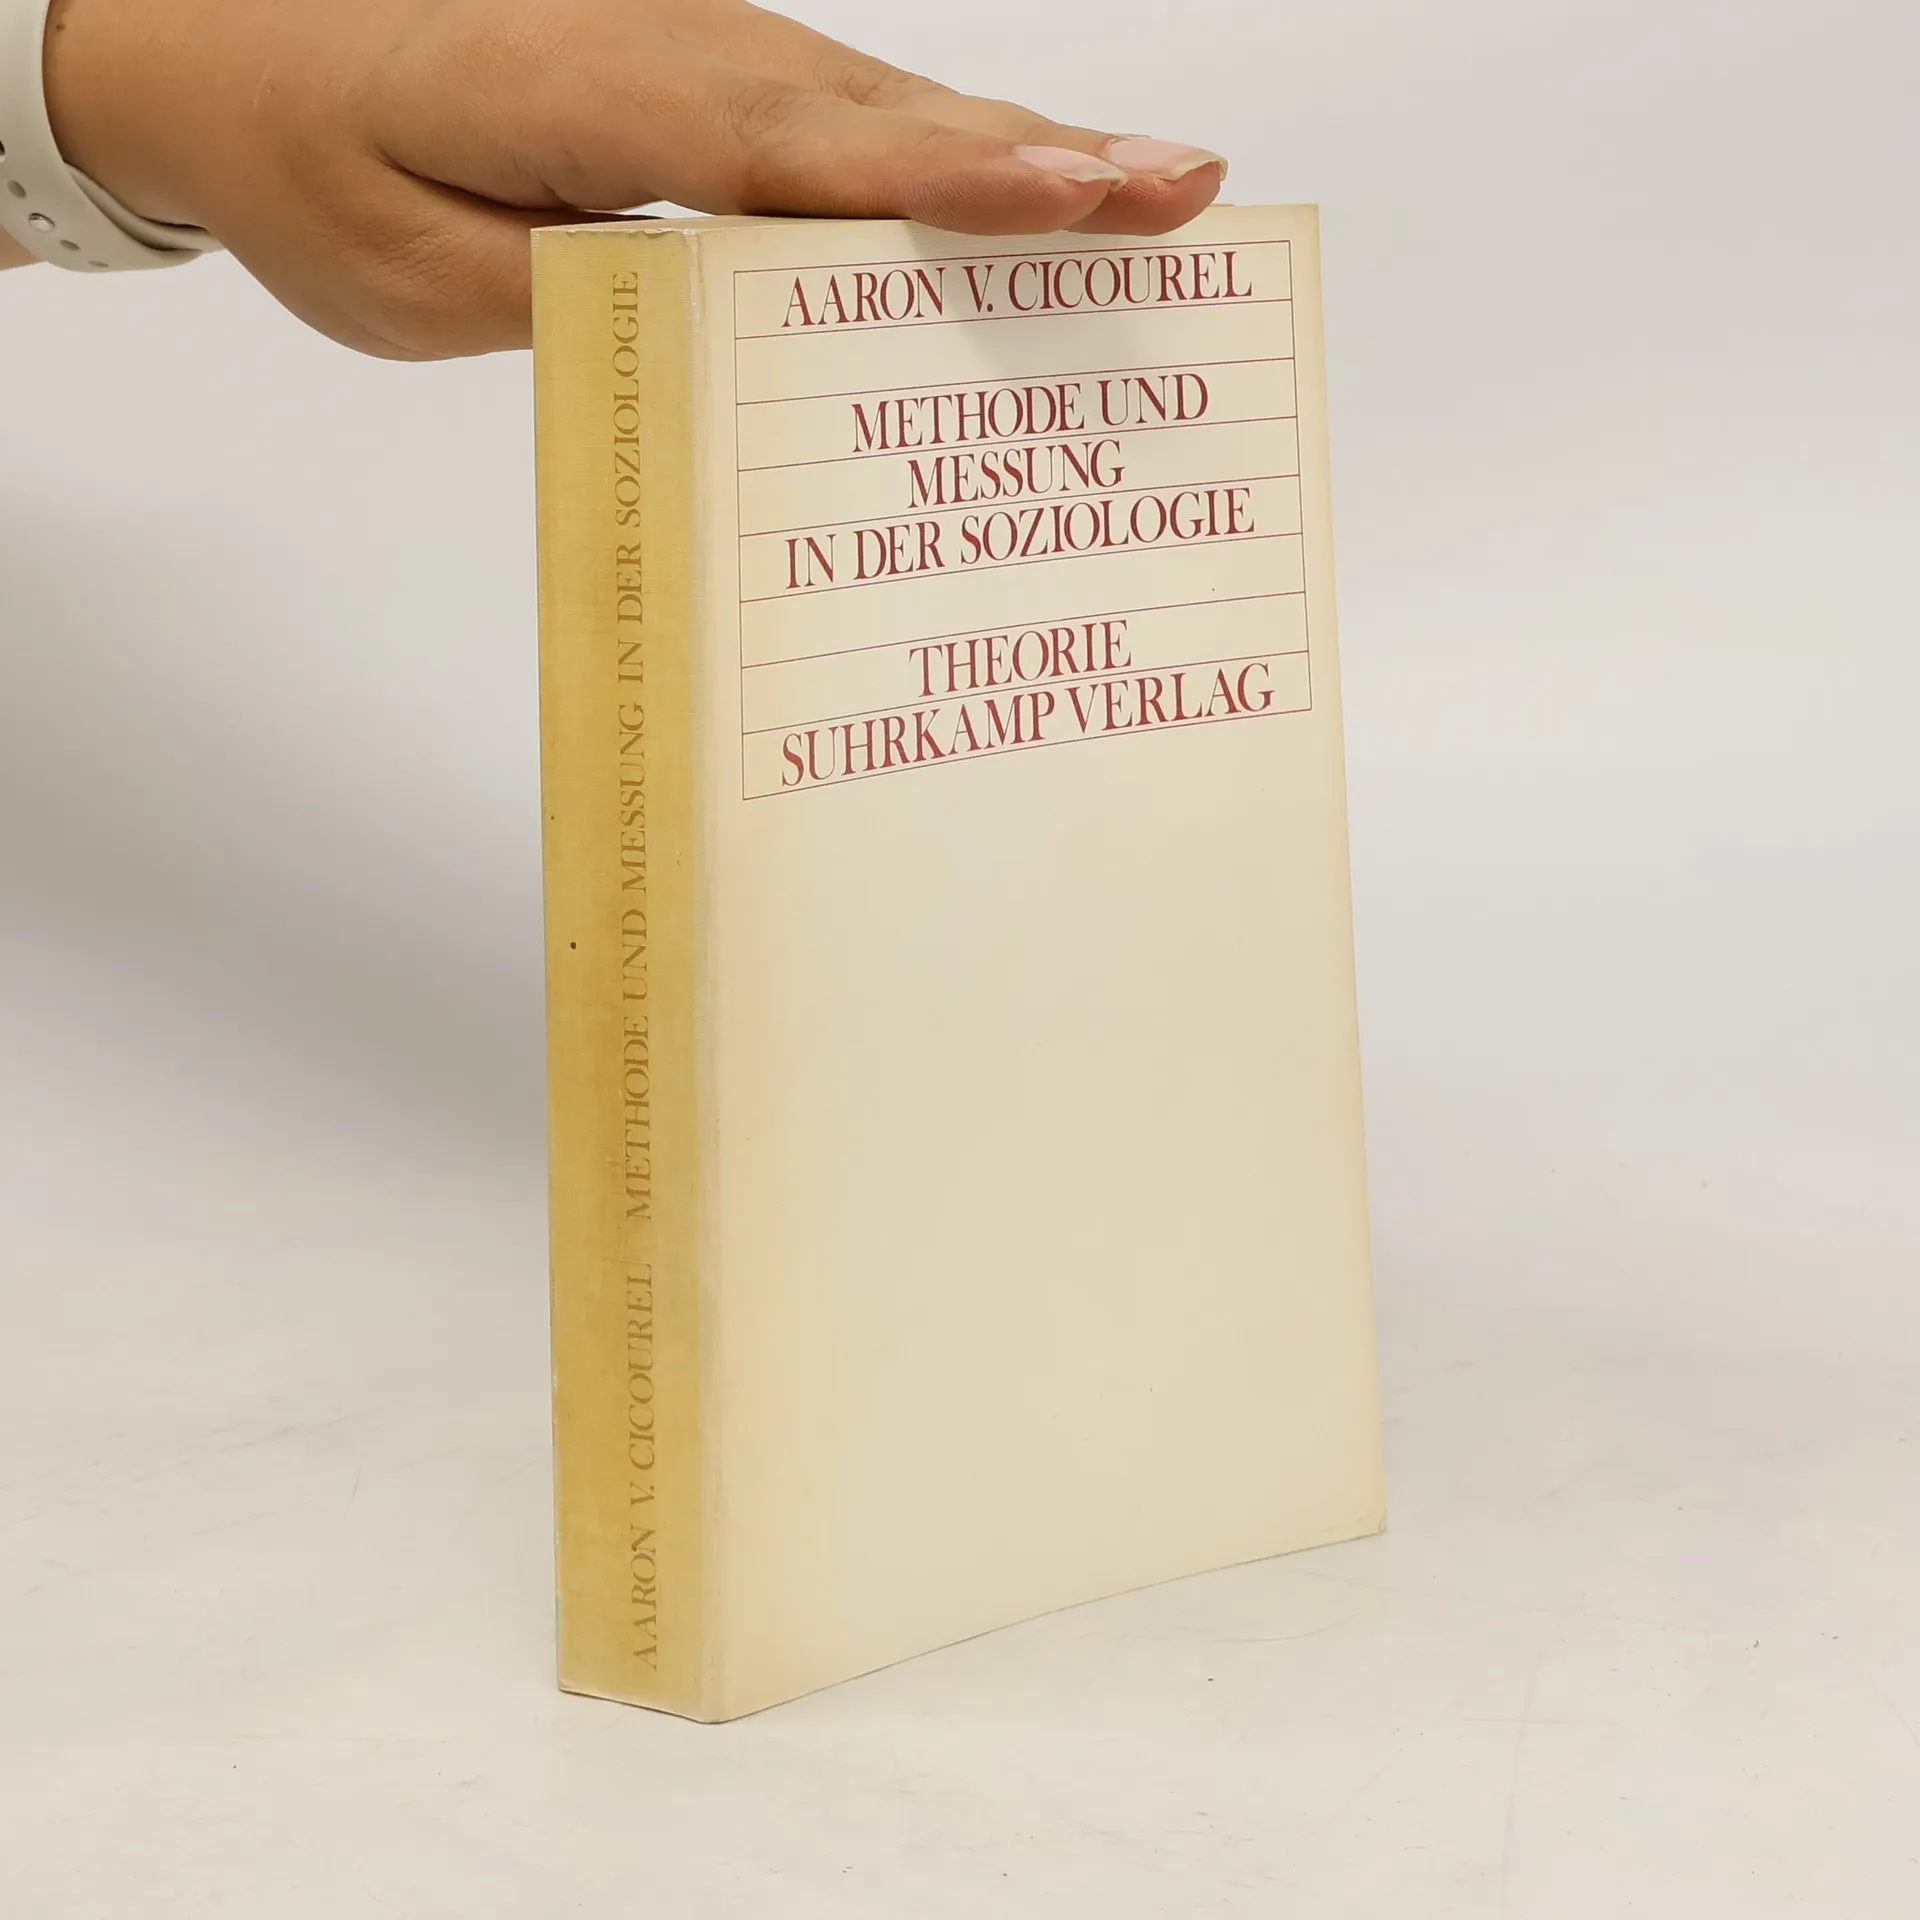 AARON V. CICOUREL METHODE UND MESSUNG IN DER SOZIOLOGIE
AARON V. CICOUREL
METHODE UND
MESSUNG
IN DER SOZIOLOGIE
THEORIE
SUHRKAMP VERLAG